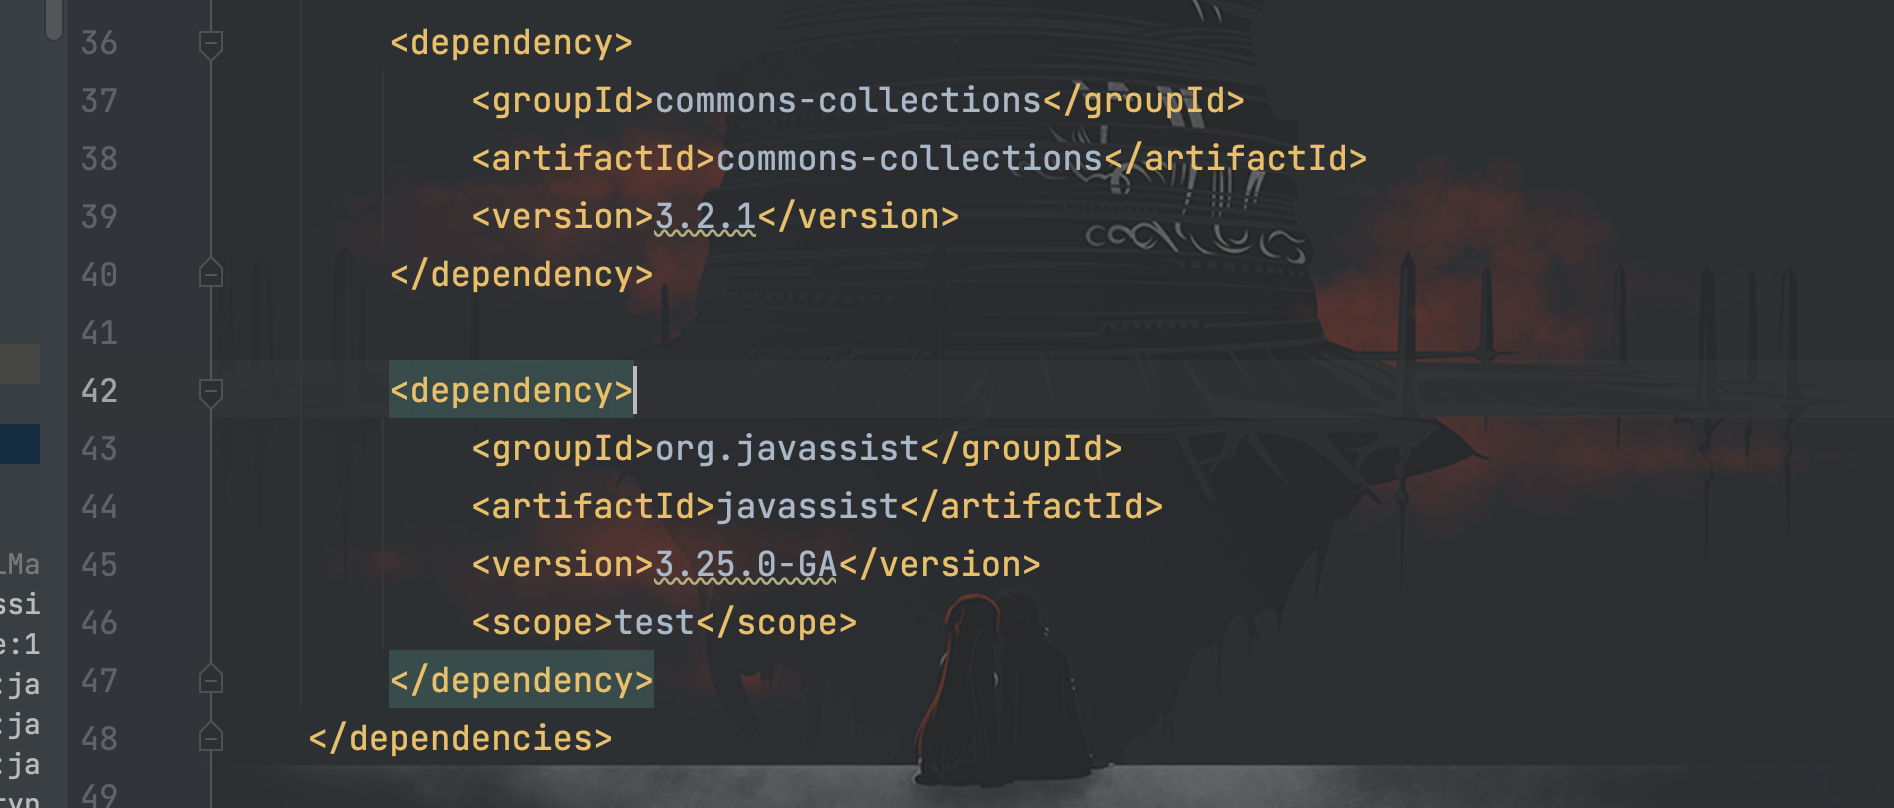 36 <dependency>
37 <groupId>commons-collections</groupId>
38 <artifactId>commons-collections</artifactId>
39 <version>3.2.1</version>
40 </dependency>
41
42 <dependency>
43 <groupId>org.javassist</groupId>
44 <artifactId>javassist</artifactId>
45 <version>3.25.0-GA</version>
46 <scope>test</scope>
47 </dependency>
48 </dependencies>
49
.Ma
ssi
e:1
:ja
:ja
:ja